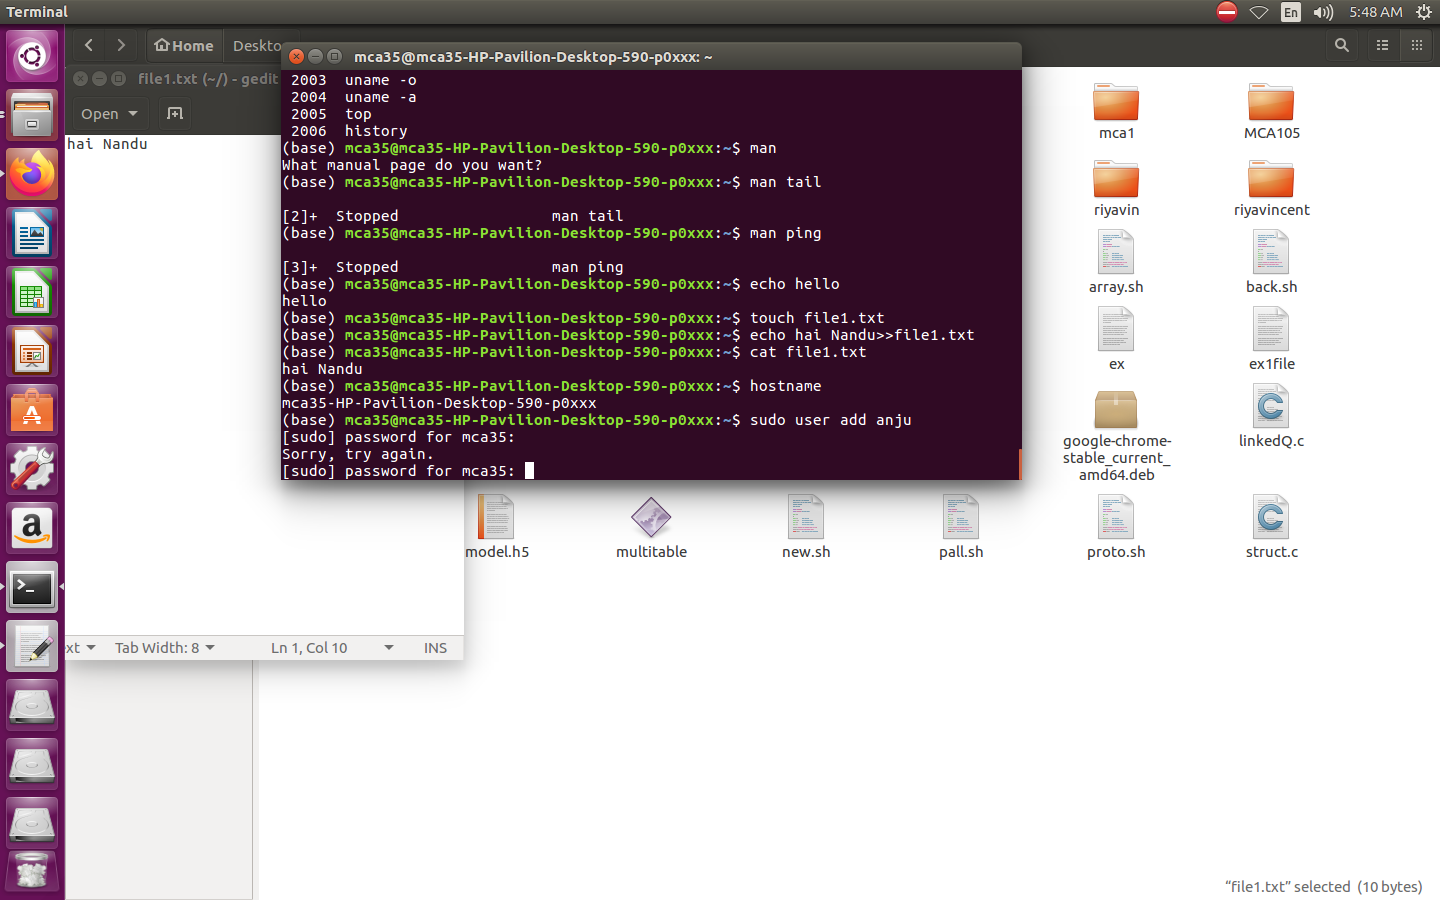 Terminal
En
5:48 AM
Home
Deskto
file1.txt (~/) - gedit
Open
hai Nandu
ext
Tab Width: 8
Ln 1, Col 10
INS
mca35@mca35-HP-Pavilion-Desktop-590-p0xxx: ~
2003  uname -o
2004  uname -a
2005  top
2006  history
(base) mca35@mca35-HP-Pavilion-Desktop-590-p0xxx:~$ man
What manual page do you want?
(base) mca35@mca35-HP-Pavilion-Desktop-590-p0xxx:~$ man tail
[2]+  Stopped                 man tail
(base) mca35@mca35-HP-Pavilion-Desktop-590-p0xxx:~$ man ping
[3]+  Stopped                 man ping
(base) mca35@mca35-HP-Pavilion-Desktop-590-p0xxx:~$ echo hello
hello
(base) mca35@mca35-HP-Pavilion-Desktop-590-p0xxx:~$ touch file1.txt
(base) mca35@mca35-HP-Pavilion-Desktop-590-p0xxx:~$ echo hai Nandu>>file1.txt
(base) mca35@mca35-HP-Pavilion-Desktop-590-p0xxx:~$ cat file1.txt
hai Nandu
(base) mca35@mca35-HP-Pavilion-Desktop-590-p0xxx:~$ hostname
mca35-HP-Pavilion-Desktop-590-p0xxx
(base) mca35@mca35-HP-Pavilion-Desktop-590-p0xxx:~$ sudo user add anju
[sudo] password for mca35:
Sorry, try again.
[sudo] password for mca35:
mca1
MCA105
riyavin
riyavincent
array.sh
back.sh
ex
ex1file
google-chrome-
stable_current_
amd64.deb
linkedQ.c
model.h5
multitable
new.sh
pall.sh
proto.sh
struct.c
“file1.txt” selected  (10 bytes)